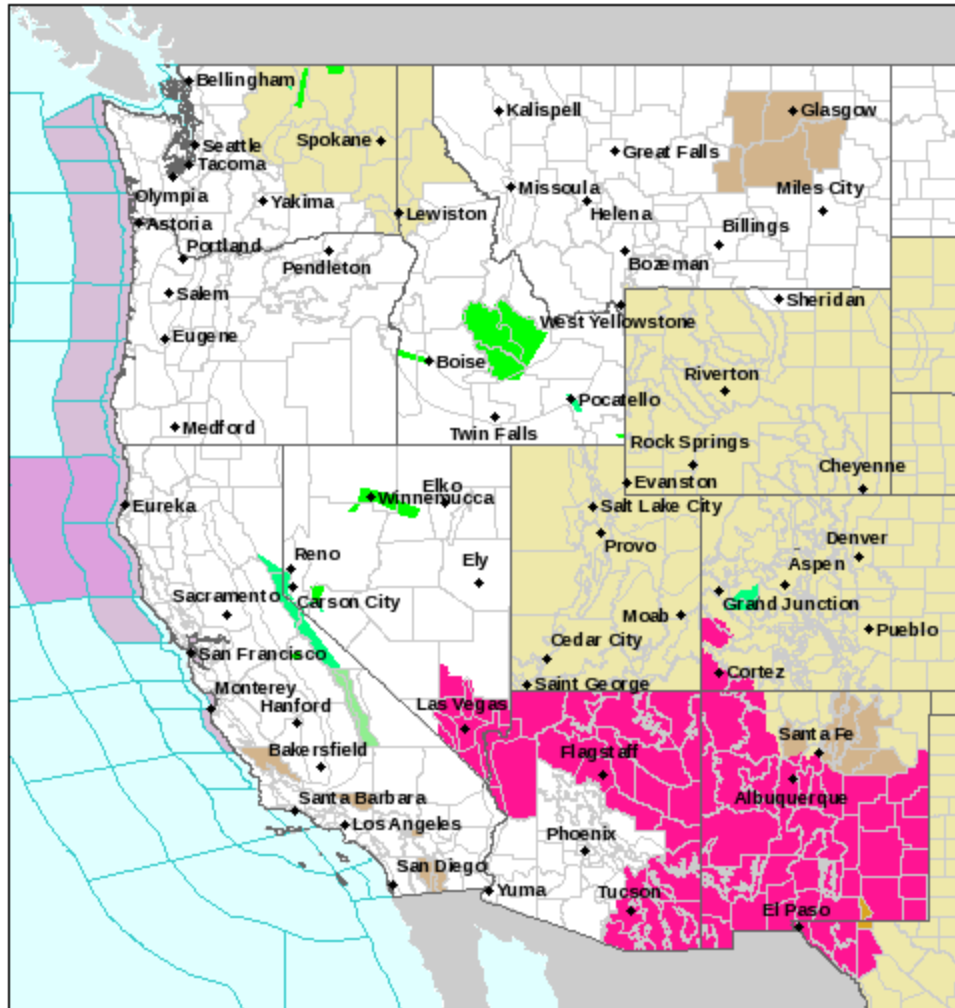 Bellingham
Kalispell
Glasgow
Seattle
Spokane
Great Falls
Tacoma
Olympia
Missoula
Miles City
Yakima
Lewiston
Helena
Astoria
Billings
Portland
Pendleton
Bozeman
Salem
Sheridan
West Yellowstone
Eugene
Boise
Riverton
Pocatello
Medford
Twin Falls
Rock Springs
Cheyenne
Evanston
Elko
Winnemucca
Eureka
Salt Lake City
Provo
Denver
Reno
Ely
Aspen
Sacramento
Carson City
Grand Junction
Moab
Pueblo
Cedar City
San Francisco
Cortez
Saint George
Monterey
Hanford
Las Vegas
Santa Fe
Bakersfield
Flagstaff
Albuquerque
Santa Barbara
Los Angeles
Phoenix
San Diego
Yuma
Tucson
El Paso